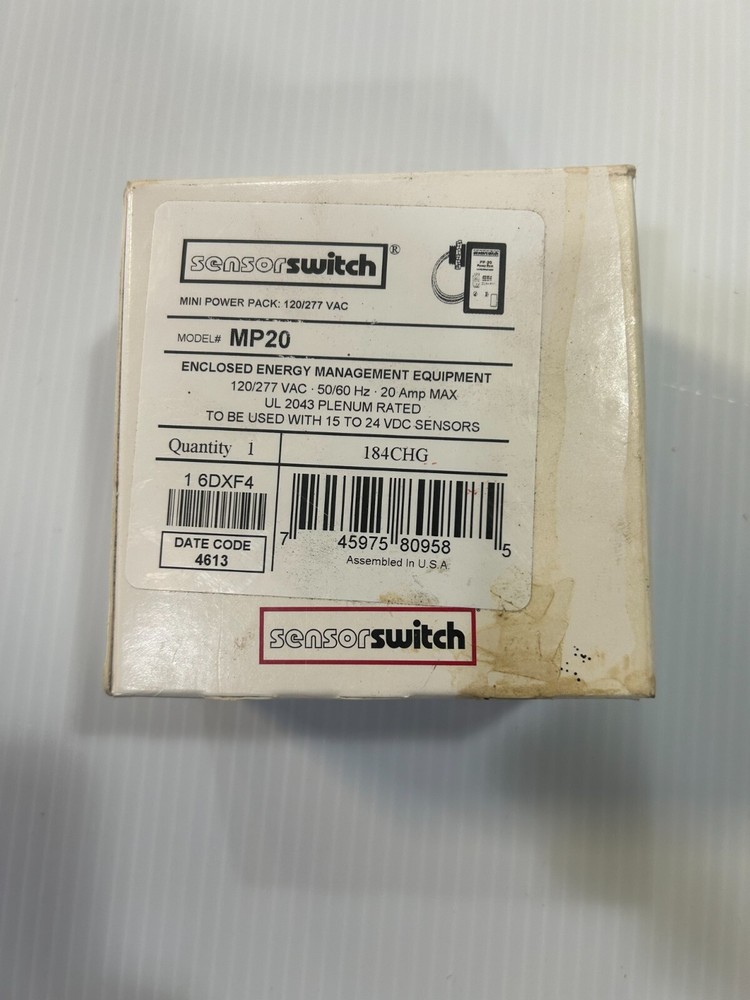 sensorswitch®
MINI POWER PACK: 120/277 VAC
MODEL# MP20
ENCLOSED ENERGY MANAGEMENT EQUIPMENT
120/277 VAC · 50/60 Hz · 20 Amp MAX
UL 2043 PLENUM RATED
TO BE USED WITH 15 TO 24 VDC SENSORS
Quantity 1
184CHG
1 6DXF4
7 45975 80958 5
DATE CODE
4613
Assembled In U.S.A.
sensorswitch